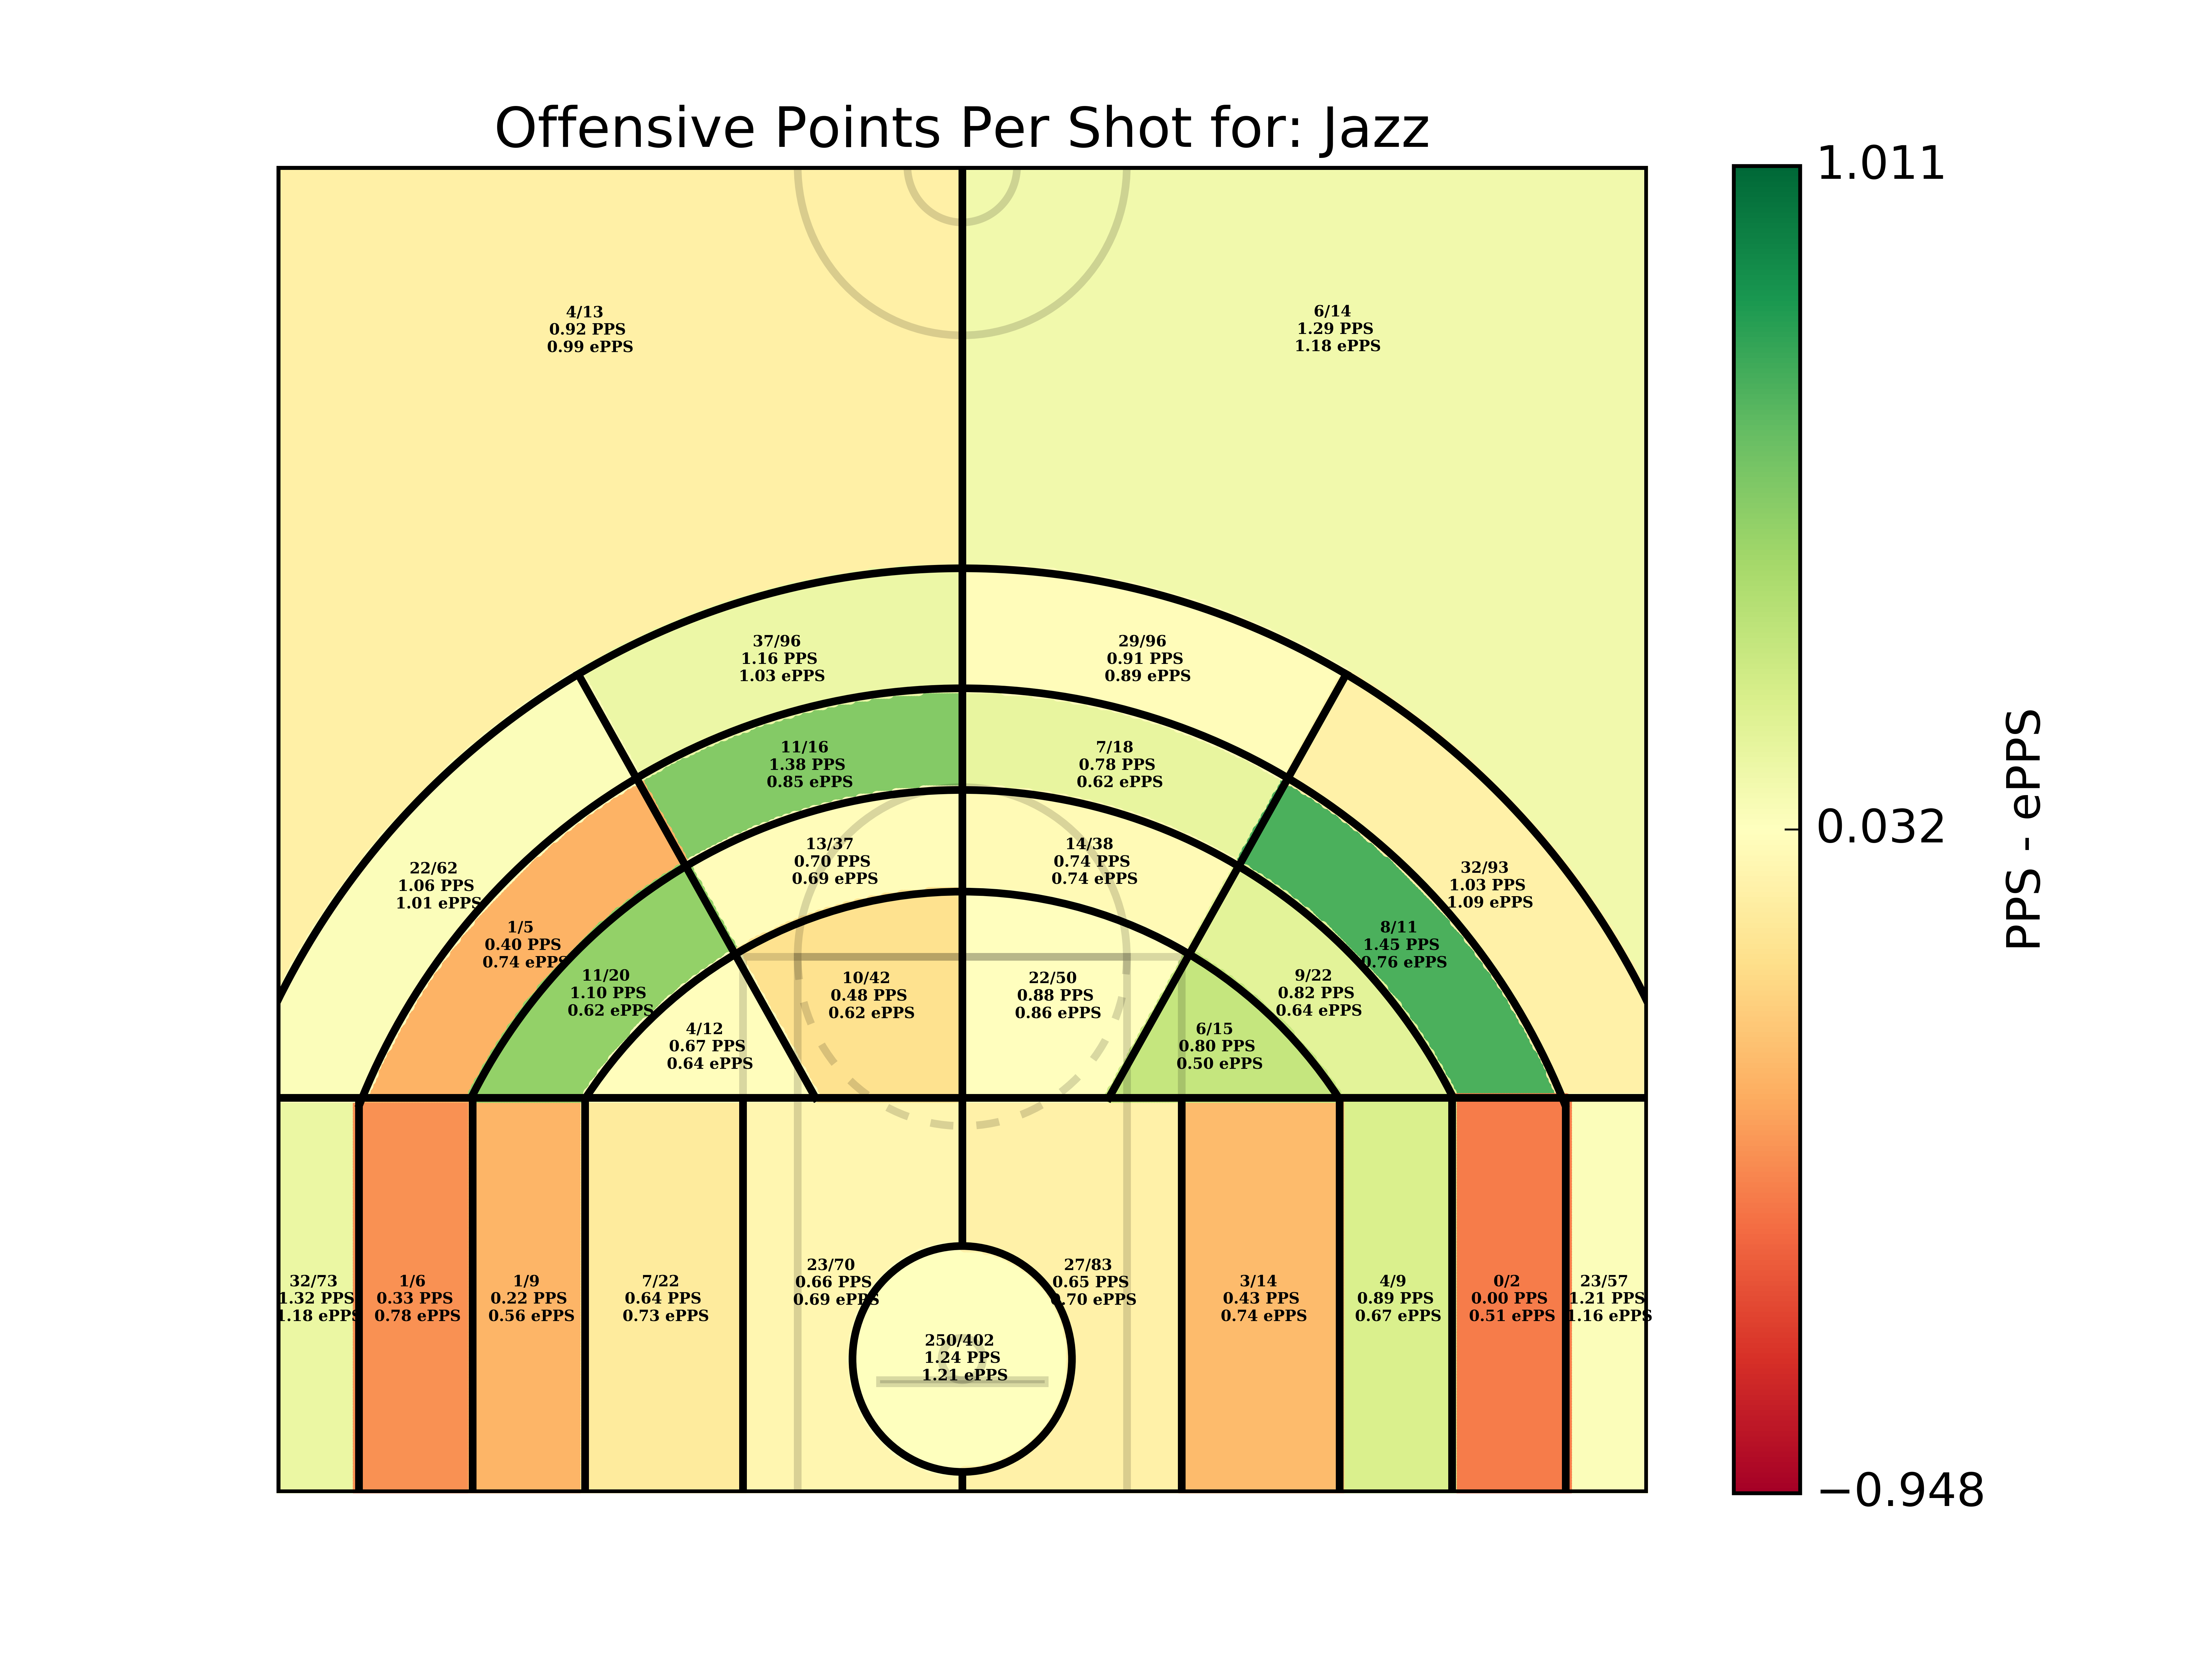 Offensive Points Per Shot for: Jazz
1.011
0.032
−0.948
PPS - ePPS
4/13
0.92 PPS
0.99 ePPS
6/14
1.29 PPS
1.18 ePPS
37/96
1.16 PPS
1.03 ePPS
29/96
0.91 PPS
0.89 ePPS
11/16
1.38 PPS
0.85 ePPS
7/18
0.78 PPS
0.62 ePPS
13/37
0.70 PPS
0.69 ePPS
14/38
0.74 PPS
0.74 ePPS
22/62
1.06 PPS
1.01 ePPS
32/93
1.03 PPS
1.09 ePPS
1/5
0.40 PPS
0.74 ePPS
8/11
1.45 PPS
0.76 ePPS
11/20
1.10 PPS
0.62 ePPS
10/42
0.48 PPS
0.62 ePPS
22/50
0.88 PPS
0.86 ePPS
9/22
0.82 PPS
0.64 ePPS
4/12
0.67 PPS
0.64 ePPS
6/15
0.80 PPS
0.50 ePPS
32/73
1.32 PPS
1.18 ePPS
1/6
0.33 PPS
0.78 ePPS
1/9
0.22 PPS
0.56 ePPS
7/22
0.64 PPS
0.73 ePPS
23/70
0.66 PPS
0.69 ePPS
27/83
0.65 PPS
0.70 ePPS
3/14
0.43 PPS
0.74 ePPS
4/9
0.89 PPS
0.67 ePPS
0/2
0.00 PPS
0.51 ePPS
23/57
1.21 PPS
1.16 ePPS
250/402
1.24 PPS
1.21 ePPS